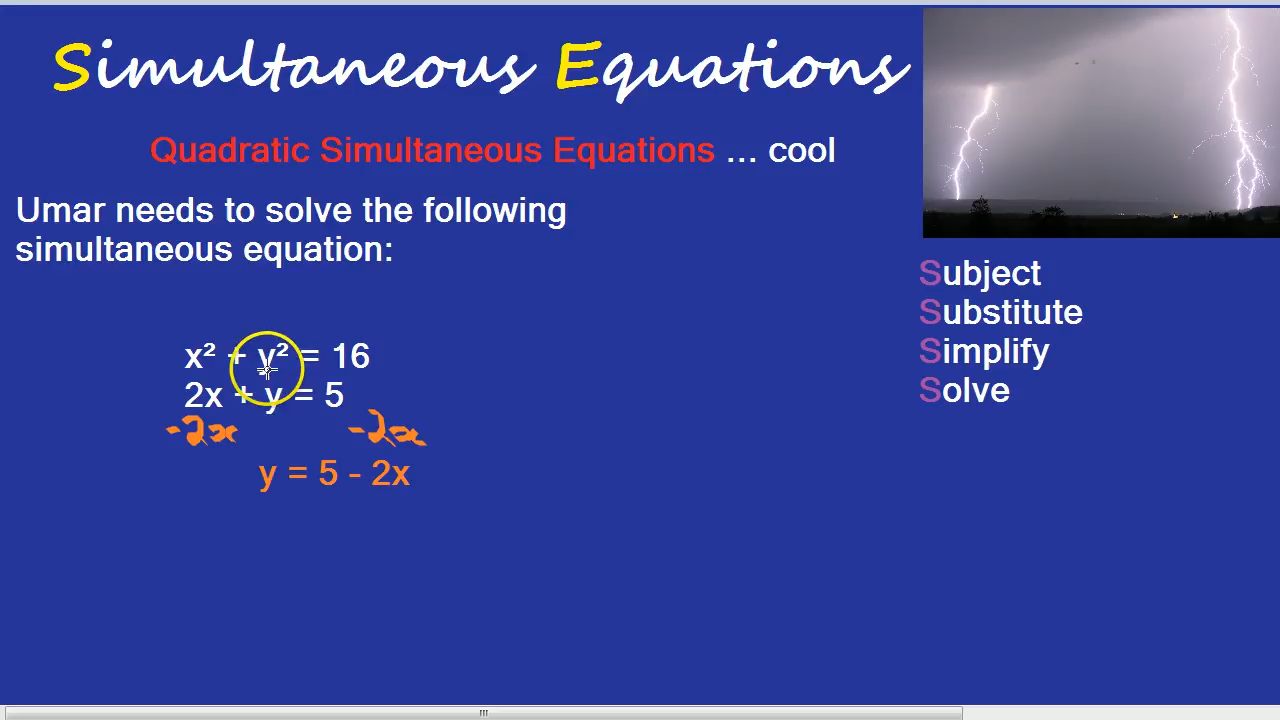 Simultaneous Equations
Quadratic Simultaneous Equations ... cool
Umar needs to solve the following
simultaneous equation:
x² + y² = 16
2x + y = 5
-2x -2x
y = 5 - 2x
Subject
Substitute
Simplify
Solve